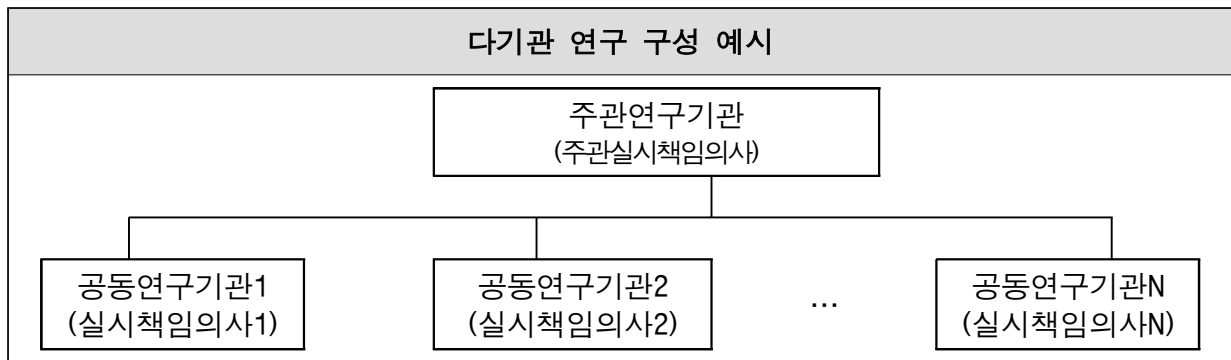 다기관 연구 구성 예시
주관연구기관
(주관실시책임의사)
공동연구기관1
(실시책임의사1)
공동연구기관2
(실시책임의사2)
…
공동연구기관N
(실시책임의사N)